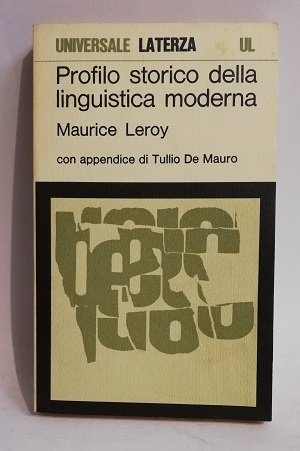 UNIVERSALE LATERZA UL
Profilo storico della
linguistica moderna
Maurice Leroy
con appendice di Tullio De Mauro